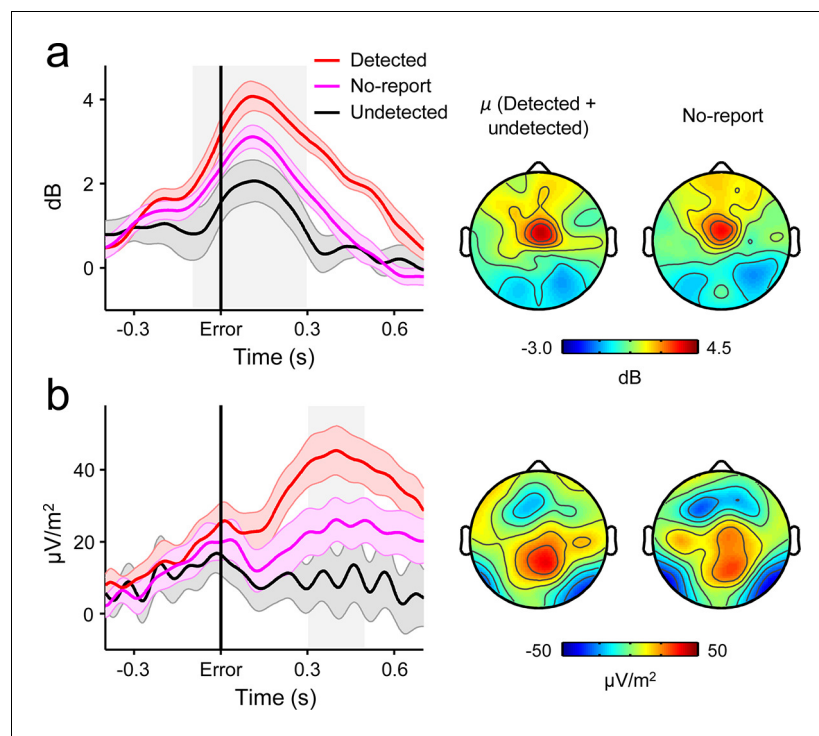 a
Detected
No-report
Undetected
4
2
0
dB
-0.3
Error
0.3
0.6
Time (s)
μ (Detected +
undetected)
No-report
-3.0
4.5
dB
b
40
20
0
µV/m²
-0.3
Error
0.3
0.6
Time (s)
-50
50
µV/m²